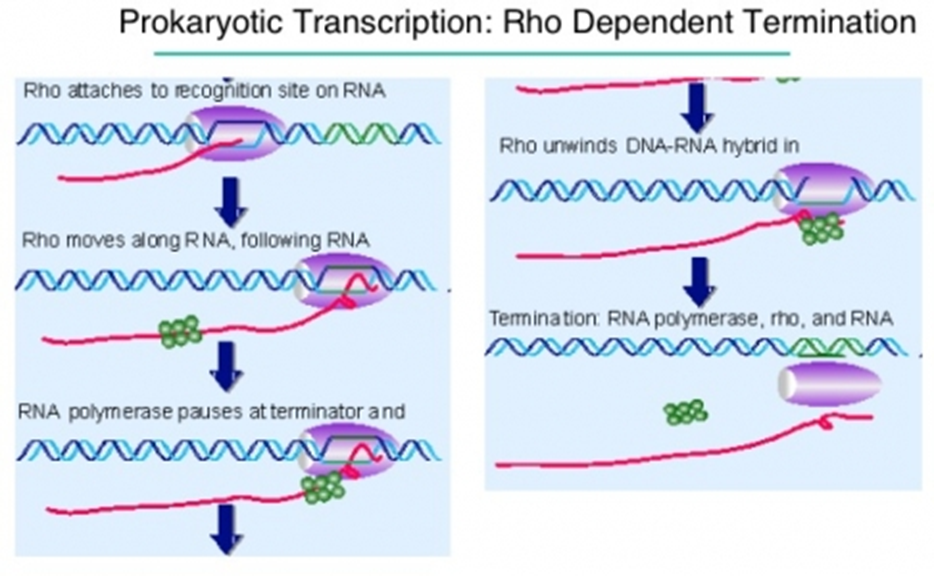 Prokaryotic Transcription: Rho Dependent Termination
Rho attaches to recognition site on RNA
Rho moves along RNA, following RNA
RNA polymerase pauses at terminator and
Rho unwinds DNA-RNA hybrid in
Termination: RNA polymerase, rho, and RNA